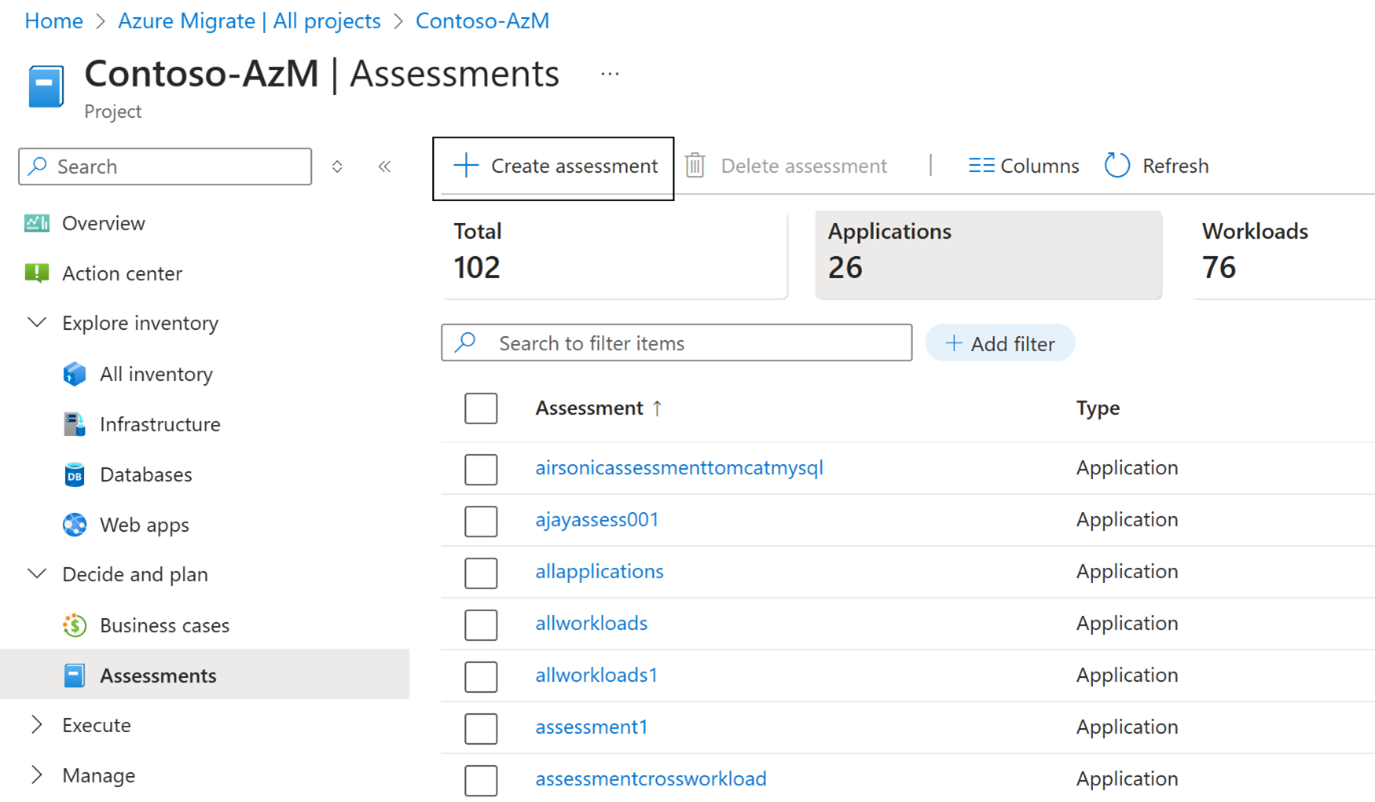 Home > Azure Migrate | All projects > Contoso-AzM
Contoso-AzM | Assessments ...
Project
Search
Overview
Action center
Explore inventory
All inventory
Infrastructure
DB
Databases
Web apps
Decide and plan
Business cases
Assessments
Execute
Manage
+ Create assessment Delete assessment | Columns Refresh
Total Applications Workloads
102 26 76
Search to filter items + Add filter
Assessment ↑ Type
airsonicassessmenttomcatmysql Application
ajayassess001 Application
allapplications Application
allworkloads Application
allworkloads1 Application
assessment1 Application
assessmentcrossworkload Application